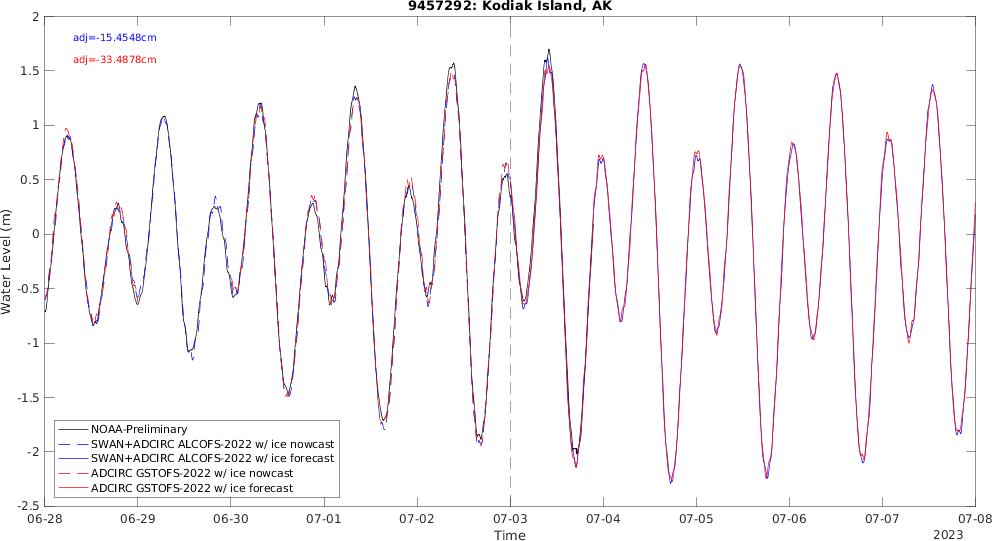 9457292: Kodiak Island, AK
adj=-15.4548cm
adj=-33.4878cm
Water Level (m)
2
1.5
1
0.5
0
-0.5
-1
-1.5
-2
-2.5
NOAA-Preliminary
SWAN+ADCIRC ALCOFS-2022 w/ ice nowcast
SWAN+ADCIRC ALCOFS-2022 w/ ice forecast
ADCIRC GSTOFS-2022 w/ ice nowcast
ADCIRC GSTOFS-2022 w/ ice forecast
06-28 06-29 06-30 07-01 07-02 07-03 07-04 07-05 07-06 07-07 07-08
Time
2023